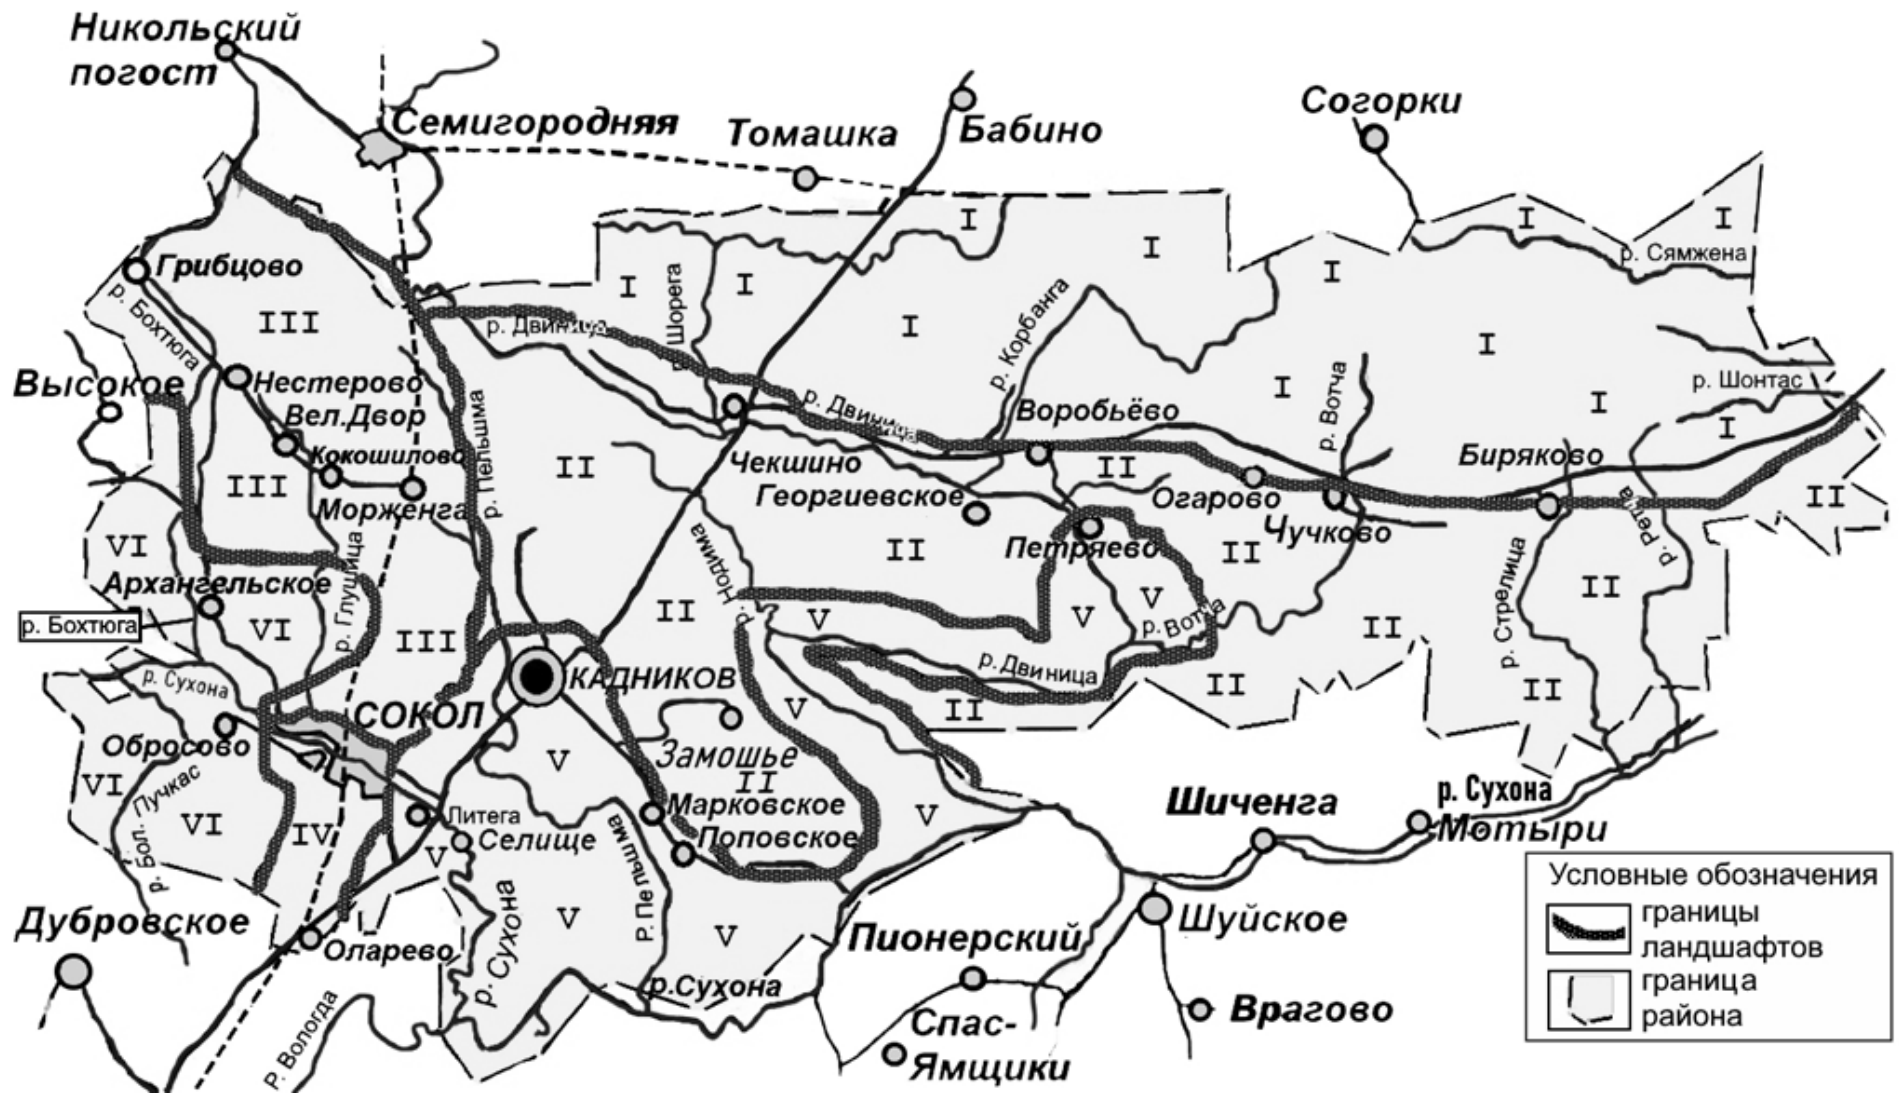 Никольский
погост
Семигородняя
Томашка
Бабино
Согорки
I
I
I
I
I
I
I
I
р. Сямжена
р. Шорега
Грибцово
р. Бохтюга
III
р. Двиница
I
р. Корбанга
I
р. Шонтас
I
I
I
Высокое
Нестерово
Вел.Двор
Кокошилово
Морженга
р. Пельшма
III
II
р. Двиница
Воробьёво
р. Вотча
Чекшино
Георгиевское
II
Огарово
Чучково
Биряково
II
р. Нодима
II
Петряево
II
р. Стрелица
р. Ретча
II
VI
Архангельское
р. Глушица
р. Бохтюга
VI
III
II
V
V
V
р. Вотча
II
р. Двиница
II
II
II
р. Сухона
КАДНИКОВ
СОКОЛ
Обросово
V
Замошье
II
V
VI
р. Бол. Пучкас
VI
IV
Литега
Селище
V
Марковское
Поповское
V
Шиченга
р. Сухона
Мотыри
Дубровское
Оларево
р. Сухона
V
Р. Пельшма
V
р.Сухона
Р. Вологда
Пионерский
Шуйское
Спас-
Ямщики
Врагово
Условные обозначения
границы
ландшафтов
граница
района